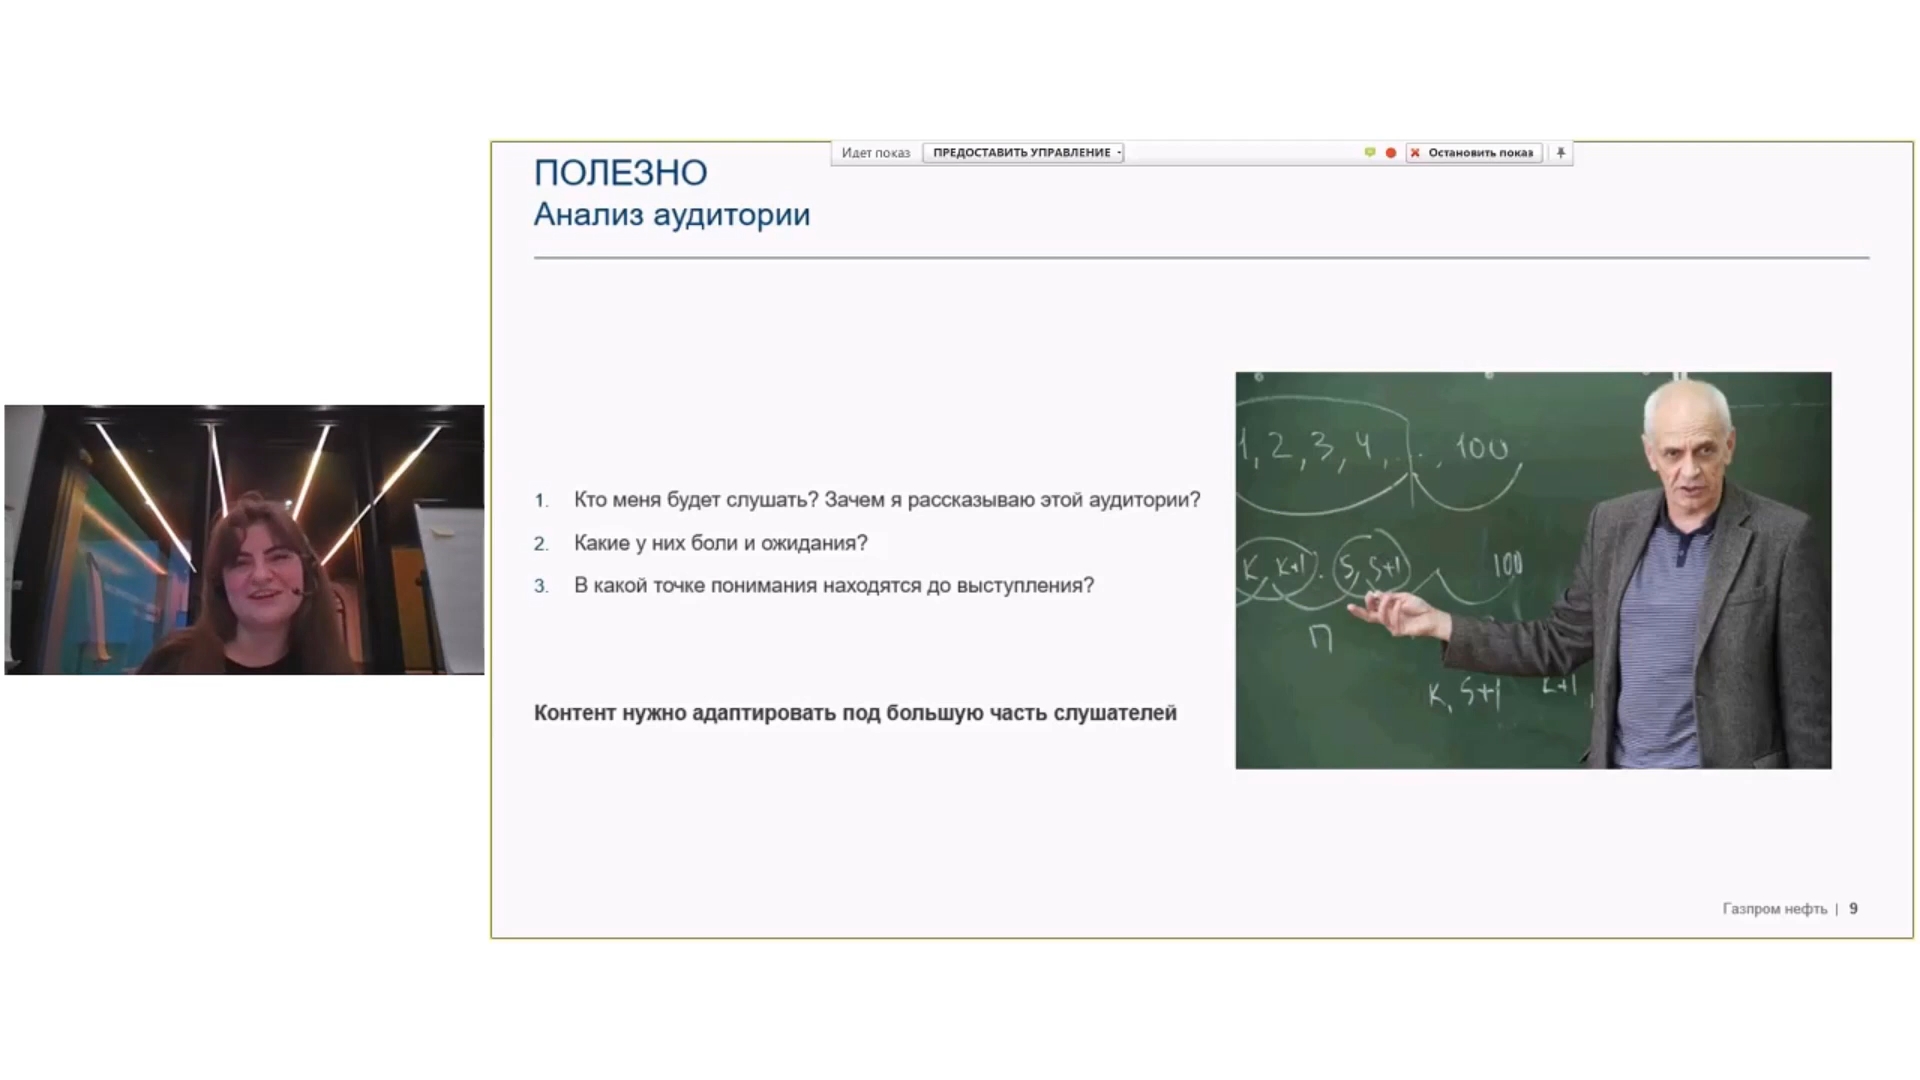 Идет показ ПРЕДОСТАВИТЬ УПРАВЛЕНИЕ Остановить показ
ПОЛЕЗНО
Анализ аудитории
1. Кто меня будет слушать? Зачем я рассказываю этой аудитории?
2. Какие у них боли и ожидания?
3. В какой точке понимания находятся до выступления?
Контент нужно адаптировать под большую часть слушателей
1, 2, 3, 4, ..., 100
K, K+1. S, S+1 100
П
K, S+1 K+1,
Газпром нефть | 9